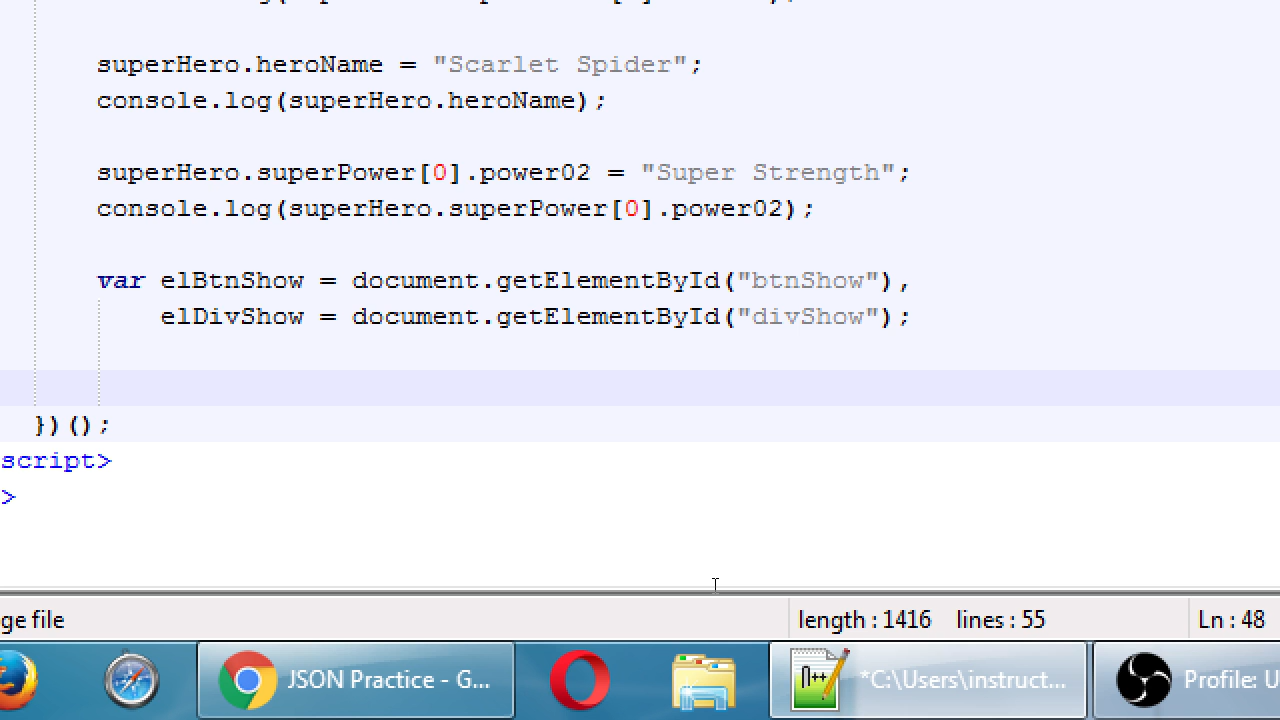 superHero.heroName = "Scarlet Spider";
console.log(superHero.heroName);
superHero.superPower[0].power02 = "Super Strength";
console.log(superHero.superPower[0].power02);
var elBtnShow = document.getElementById("btnShow"),
elDivShow = document.getElementById("divShow");
})();
script>
>
ge file length : 1416 lines : 55 Ln : 48
JSON Practice - G... *C:\Users\instruct... Profile: U